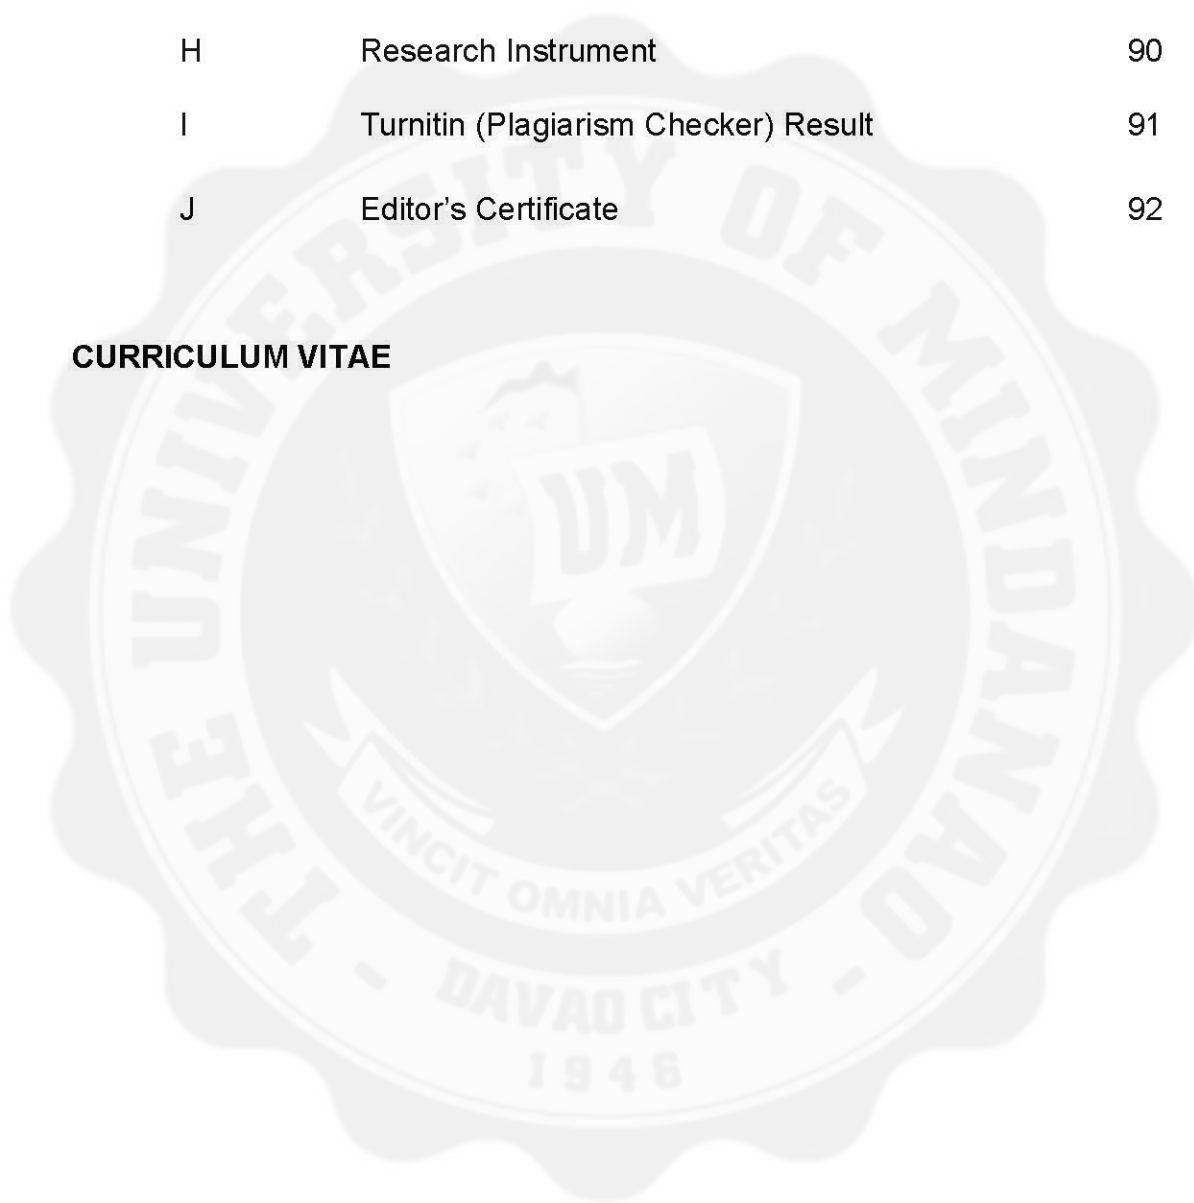 H Research Instrument 90
I Turnitin (Plagiarism Checker) Result 91
J Editor's Certificate 92
CURRICULUM VITAE
THE UNIVERSITY OF MINDANAO
UM
VINCIT OMNIA VERITAS
- DAVAO CITY -
1946